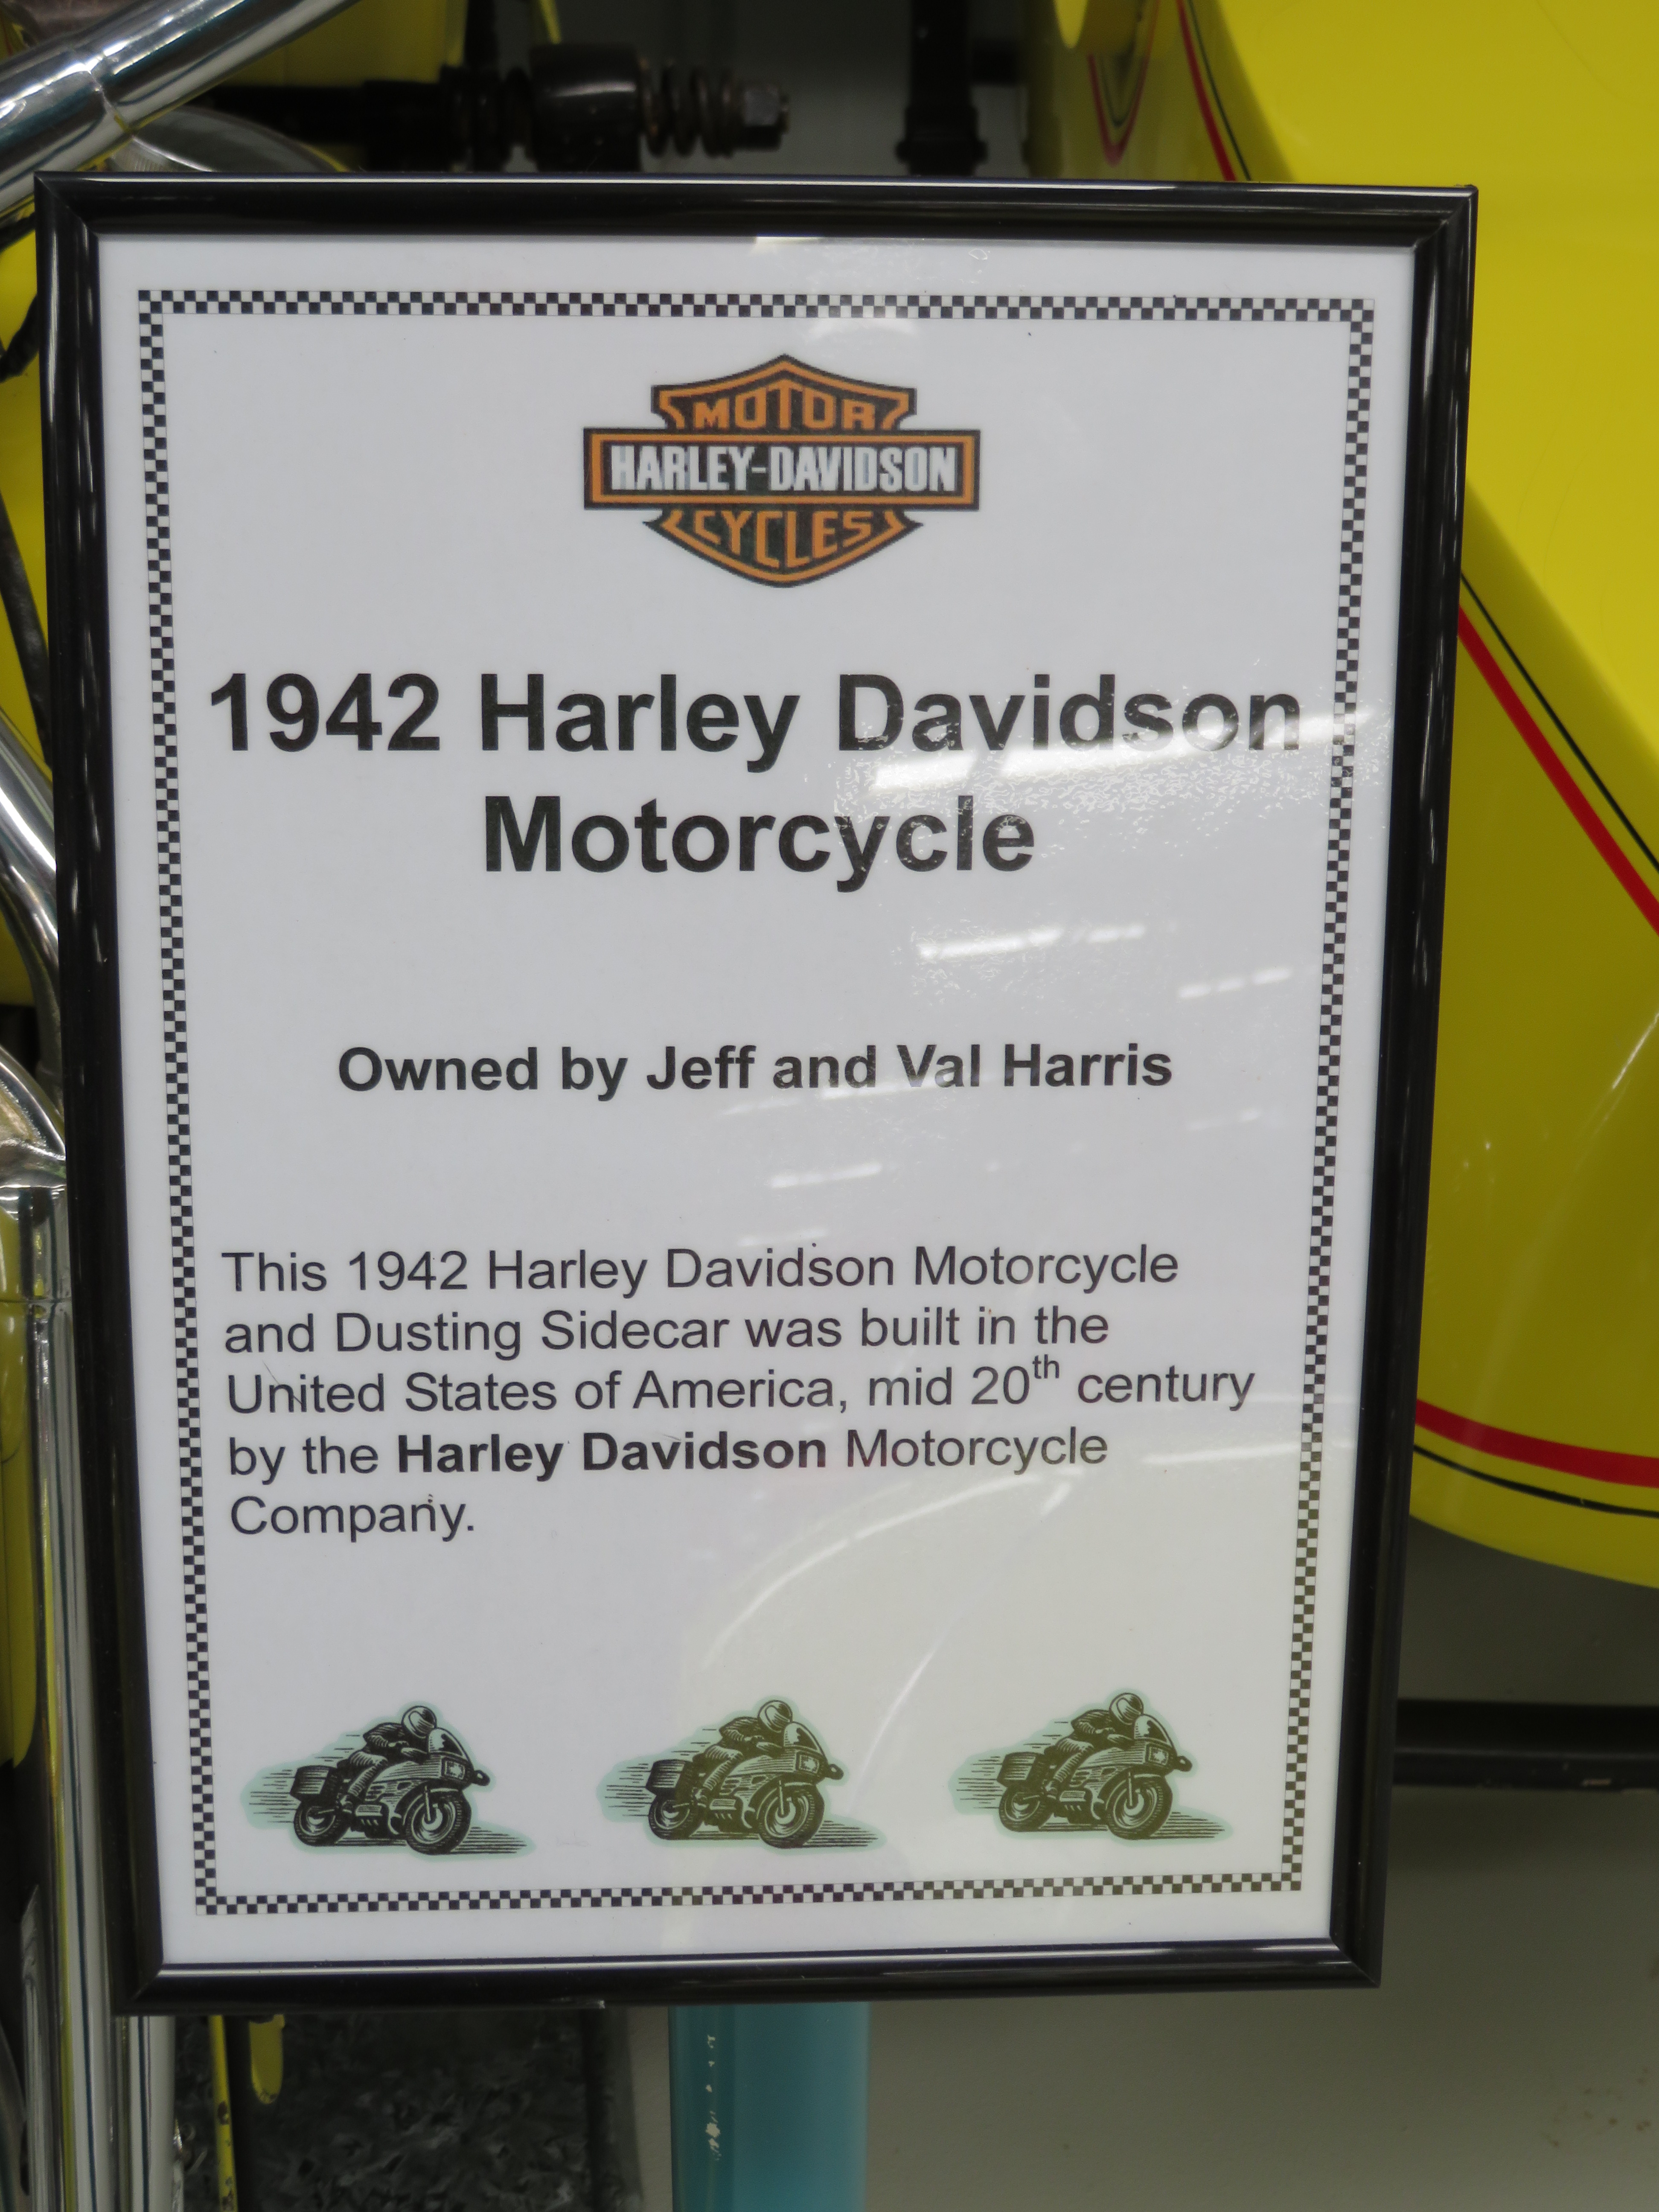 MOTOR
HARLEY-DAVIDSON
CYCLES
1942 Harley Davidson
Motorcycle
Owned by Jeff and Val Harris
This 1942 Harley Davidson Motorcycle
and Dusting Sidecar was built in the
United States of America, mid 20th century
by the Harley Davidson Motorcycle
Company.